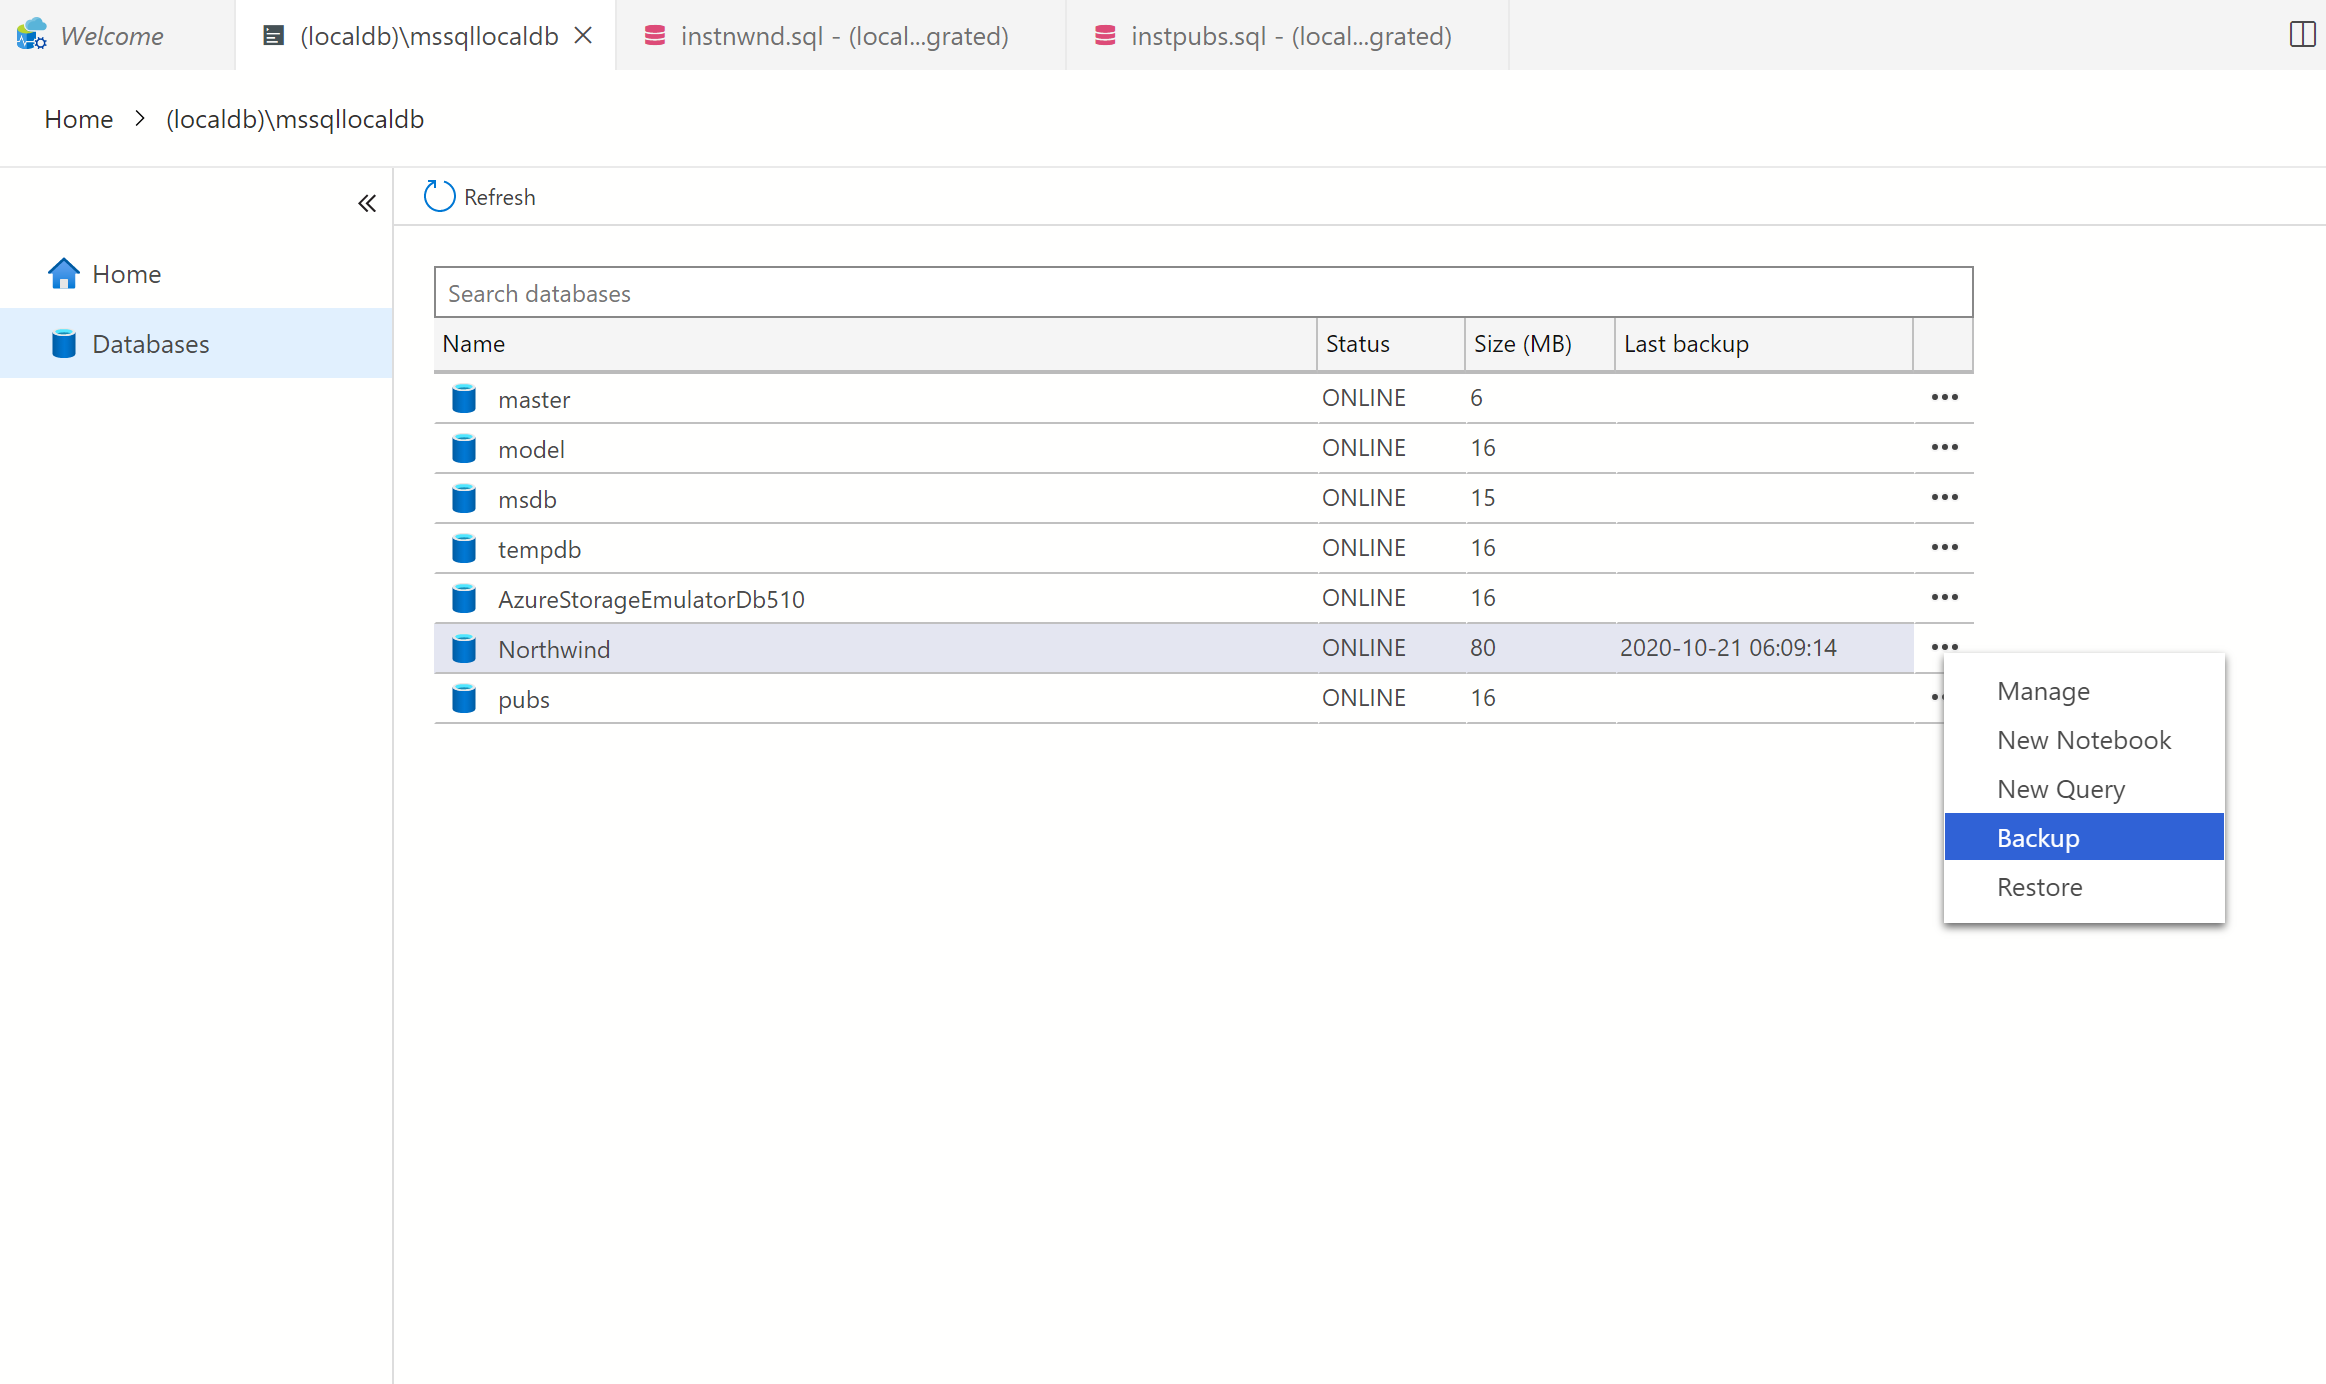 Welcome
(localdb)\mssqllocaldb
instnwnd.sql - (local...grated)
instpubs.sql - (local...grated)
Home > (localdb)\mssqllocaldb
Refresh
Home
Databases
Search databases
Name Status Size (MB) Last backup
master ONLINE 6
model ONLINE 16
msdb ONLINE 15
tempdb ONLINE 16
AzureStorageEmulatorDb510 ONLINE 16
Northwind ONLINE 80 2020-10-21 06:09:14
pubs ONLINE 16
Manage
New Notebook
New Query
Backup
Restore